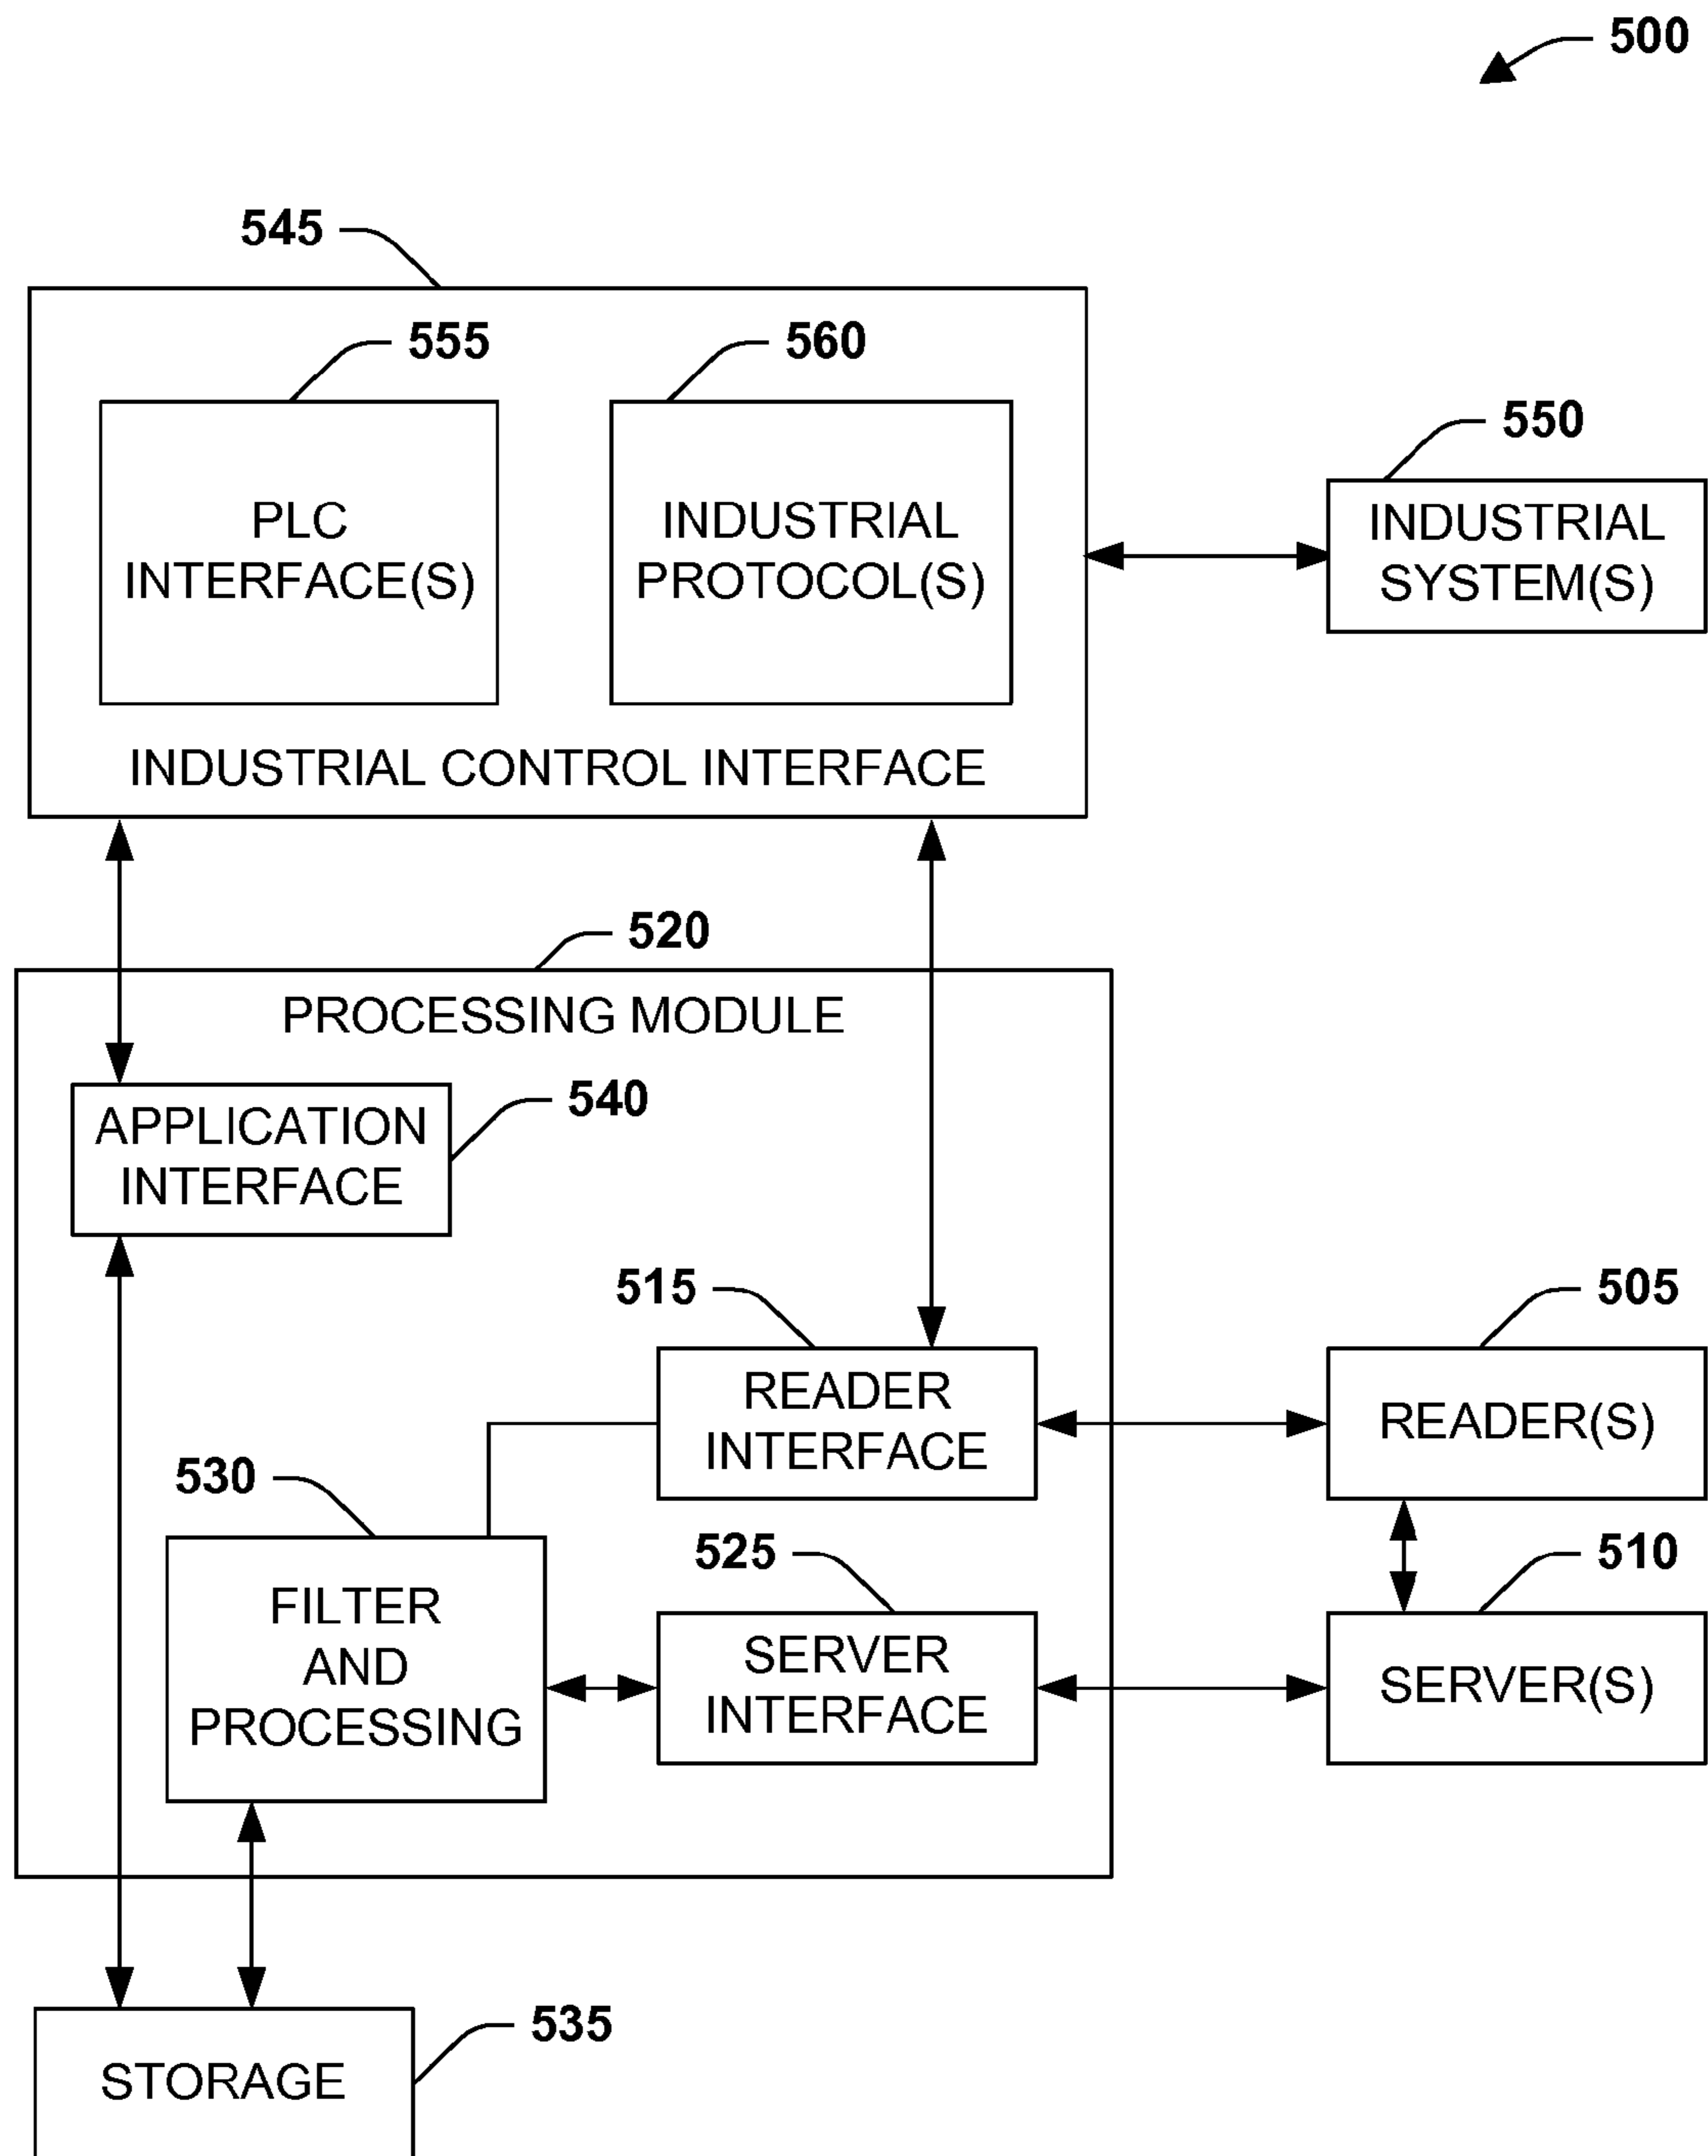 500
545
555
560
550
PLC
INTERFACE(S)
INDUSTRIAL
PROTOCOL(S)
INDUSTRIAL
SYSTEM(S)
INDUSTRIAL CONTROL INTERFACE
520
PROCESSING MODULE
APPLICATION
INTERFACE
540
515
505
READER
INTERFACE
READER(S)
530
525
510
FILTER
AND
PROCESSING
SERVER
INTERFACE
SERVER(S)
535
STORAGE